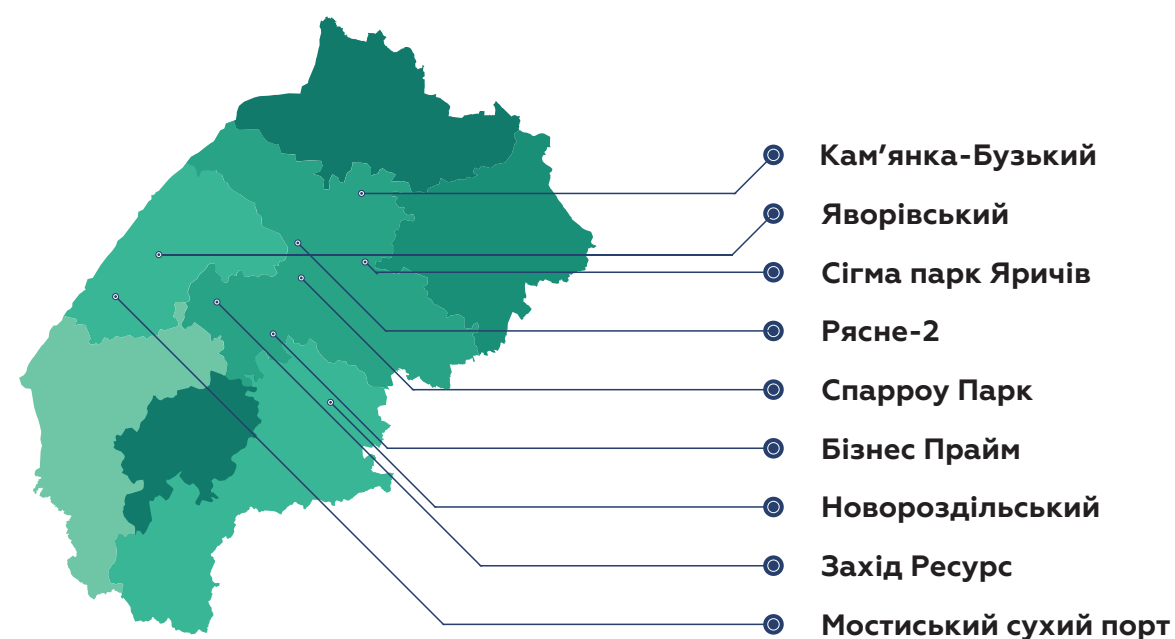 Кам’янка-Бузький
Яворівський
Сігма парк Яричів
Рясне-2
Спарроу Парк
Бізнес Прайм
Новороздільський
Захід Ресурс
Мостиський сухий порт